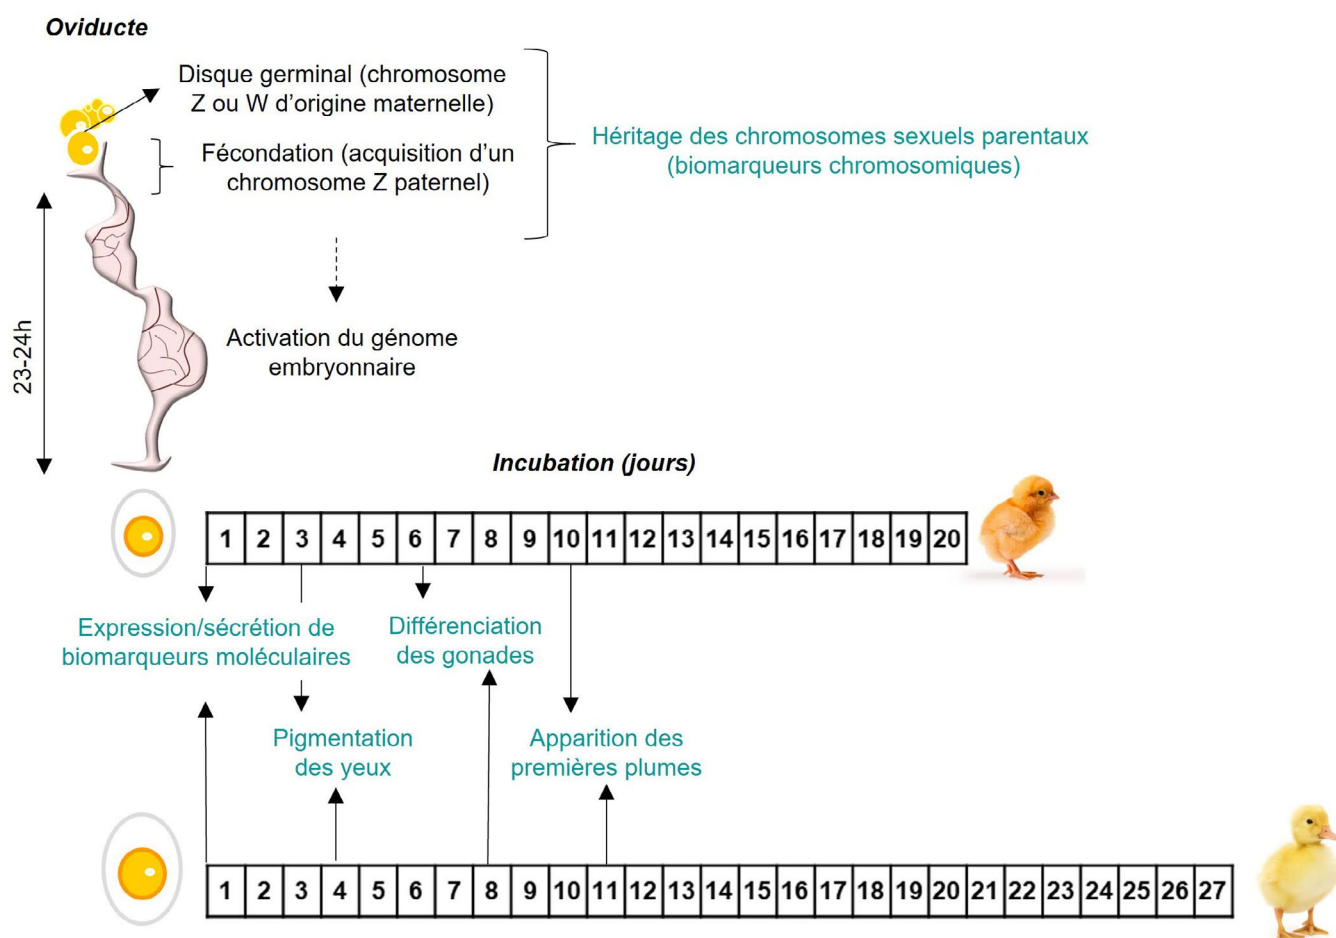 Oviducte
Disque germinal (chromosome
Z ou W d’origine maternelle)
Fécondation (acquisition d’un
chromosome Z paternel)
Héritage des chromosomes sexuels parentaux
(biomarqueurs chromosomiques)
23-24h
Activation du génome
embryonnaire
Incubation (jours)
1 2 3 4 5 6 7 8 9 10 11 12 13 14 15 16 17 18 19 20
Expression/sécrétion de
biomarqueurs moléculaires
Différenciation
des gonades
Pigmentation
des yeux
Apparition des
premières plumes
1 2 3 4 5 6 7 8 9 10 11 12 13 14 15 16 17 18 19 20 21 22 23 24 25 26 27